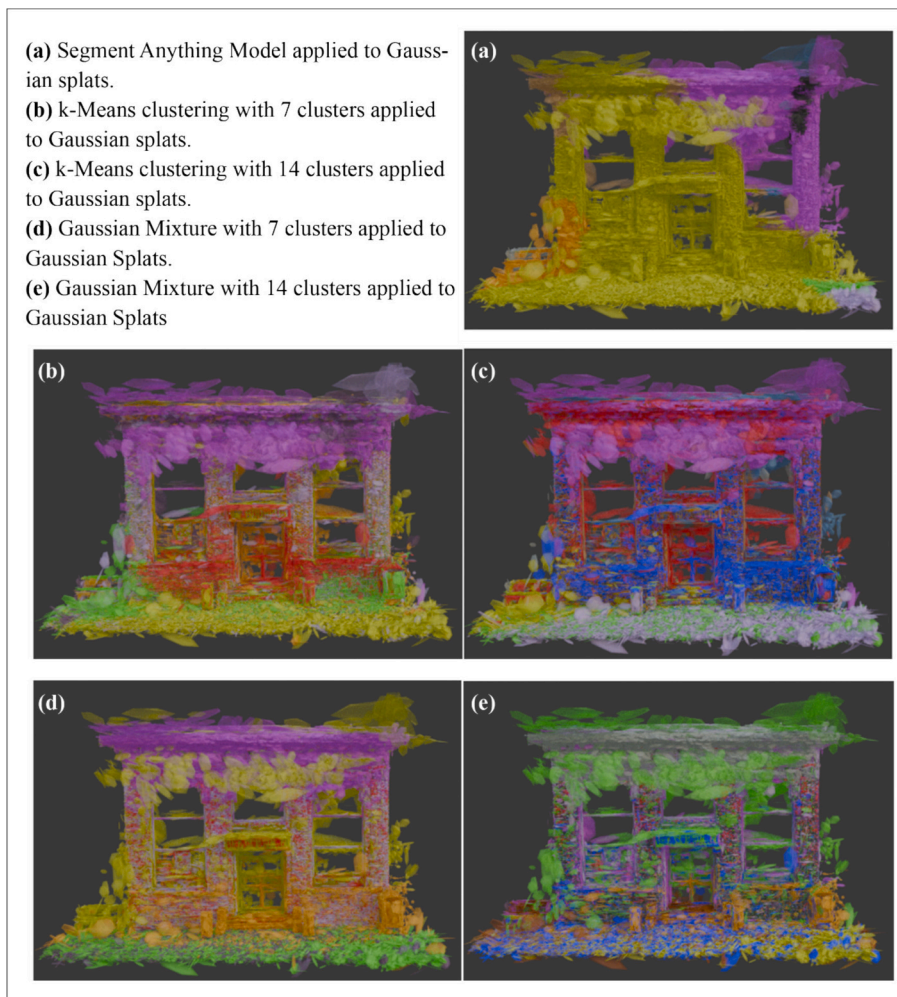 (a) Segment Anything Model applied to Gauss-
ian splats.
(b) k-Means clustering with 7 clusters applied
to Gaussian splats.
(c) k-Means clustering with 14 clusters applied
to Gaussian splats.
(d) Gaussian Mixture with 7 clusters applied to
Gaussian Splats.
(e) Gaussian Mixture with 14 clusters applied to
Gaussian Splats
(a)
(b)
(c)
(d)
(e)